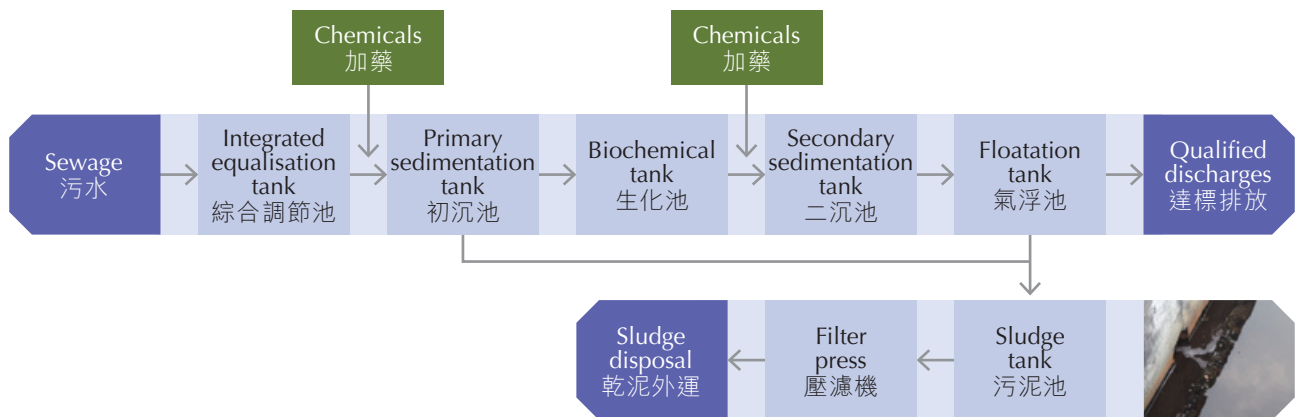 Chemicals
加藥
Chemicals
加藥
Sewage
污水
Integrated
equalisation
tank
綜合調節池
Primary
sedimentation
tank
初沉池
Biochemical
tank
生化池
Secondary
sedimentation
tank
二沉池
Floatation
tank
氣浮池
Qualified
discharges
達標排放
Sludge
disposal
乾泥外運
Filter
press
壓濾機
Sludge
tank
污泥池